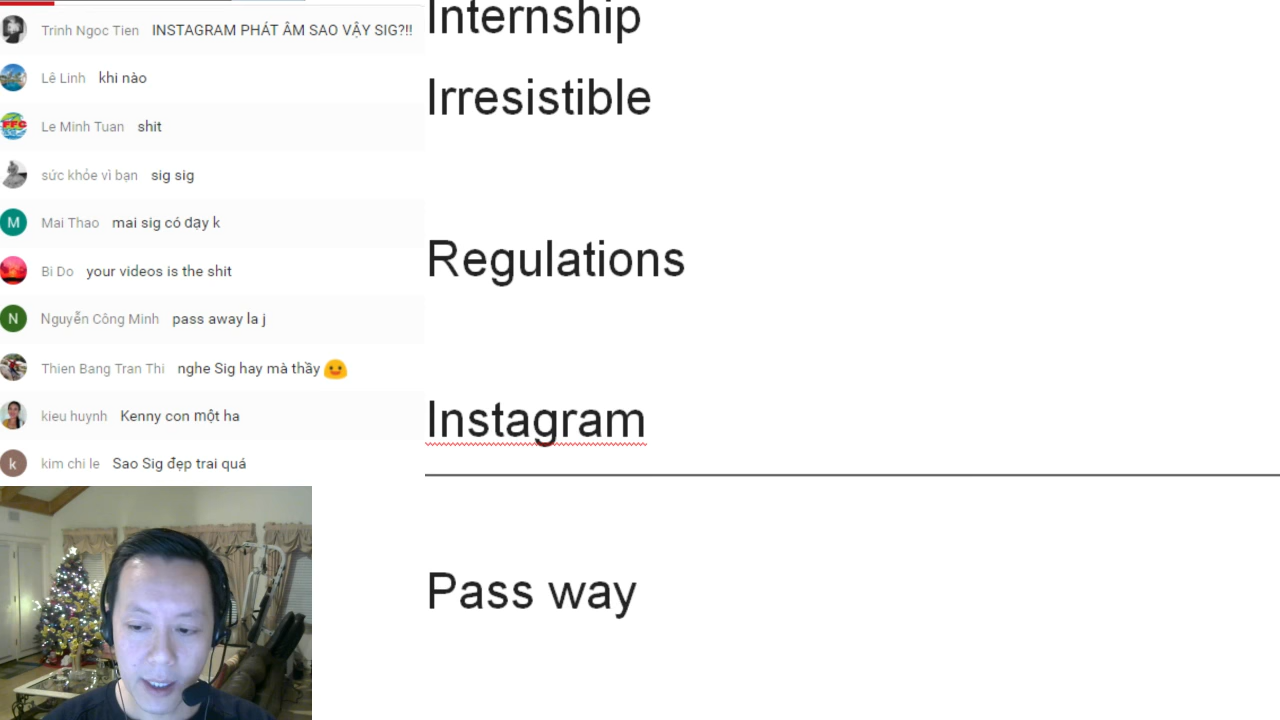 Trinh Ngoc Tien INSTAGRAM PHÁT ÂM SAO VẬY SIG?!!
Lê Linh khi nào
Le Minh Tuan shit
sức khỏe vì bạn sig sig
M Mai Thao mai sig có dạy k
Bi Do your videos is the shit
N Nguyễn Công Minh pass away la j
Thien Bang Tran Thi nghe Sig hay mà thầy
kieu huynh Kenny con một ha
k kim chi le Sao Sig đẹp trai quá
Internship
Irresistible
Regulations
Instagram
Pass way